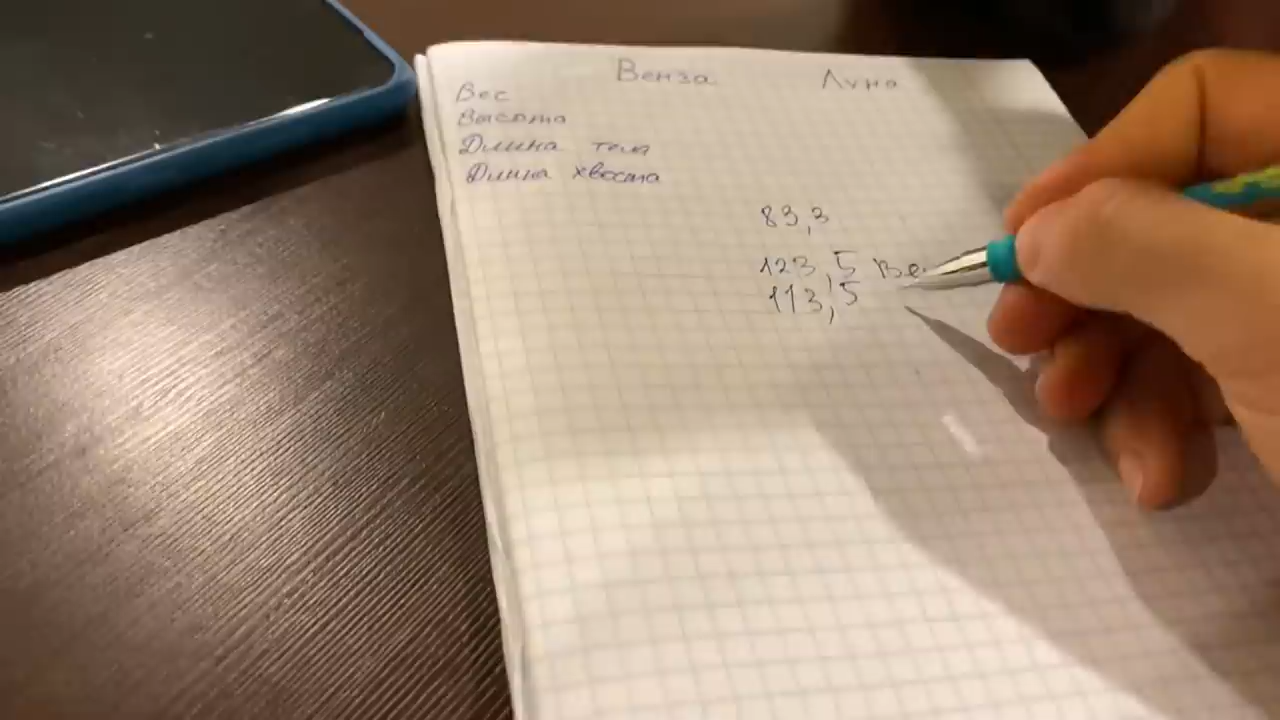 Венза Луна
Вес
Высота
Длина тела
Длина хвоста
83,3
123,5 Ве
113,5